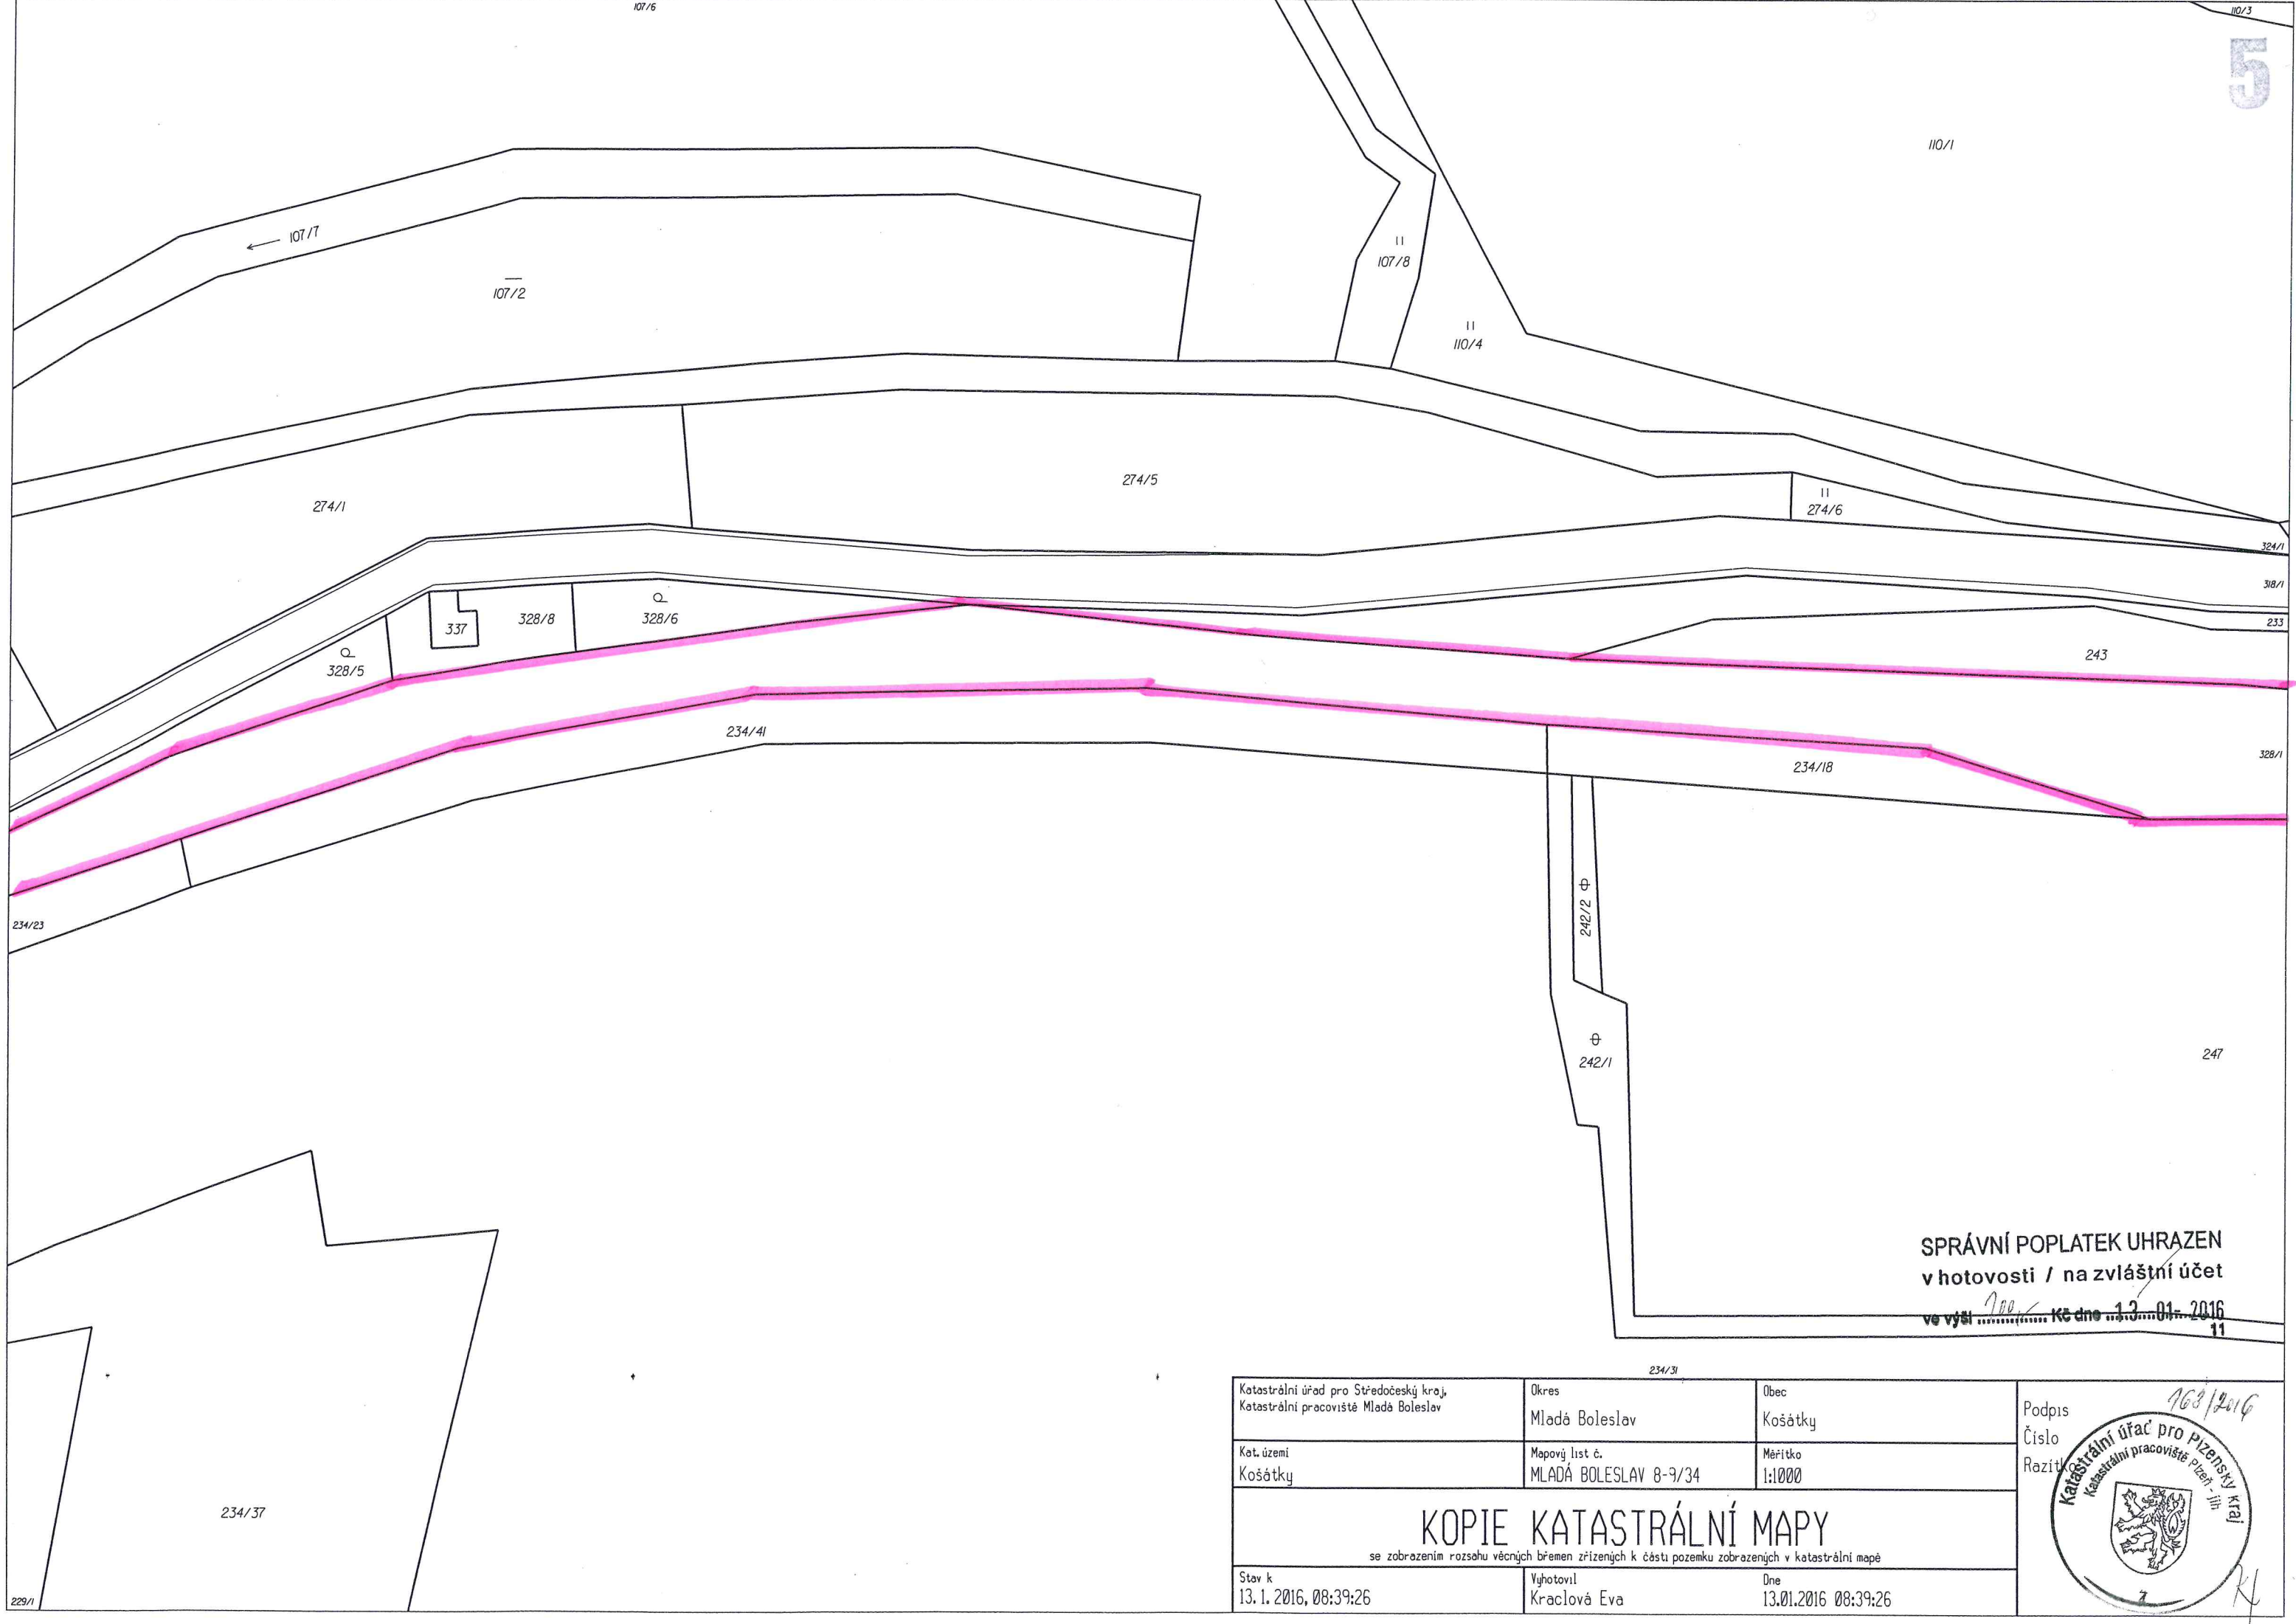 107/6
110/3
5
110/1
107/7
107/8
107/2
110/4
274/5
274/1
274/6
324/1
318/1
233
337
328/8
328/6
328/5
243
234/41
328/1
234/18
234/23
242/2
242/1
247
SPRÁVNÍ POPLATEK UHRAZEN
v hotovosti / na zvláštní účet
ve výši 100,- Kč dne 13 -01- 2016
11
234/31
Katastrální úřad pro Středočeský kraj,
Katastrální pracoviště Mladá Boleslav
Okres
Mladá Boleslav
Obec
Košátky
Kat. území
Košátky
Mapový list č.
MLADÁ BOLESLAV 8-9/34
Měřítko
1:1000
KOPIE KATASTRÁLNÍ MAPY
se zobrazením rozsahu věcných břemen zřízených k části pozemku zobrazených v katastrální mapě
Stav k
13. 1. 2016, 08:39:26
Vyhotovil
Kraclová Eva
Dne
13.01.2016 08:39:26
Podpis
163/2016
Číslo
Razítko
Katastrální úřad pro Plzeňský kraj
Katastrální pracoviště Plzeň - jih
234/37
229/1